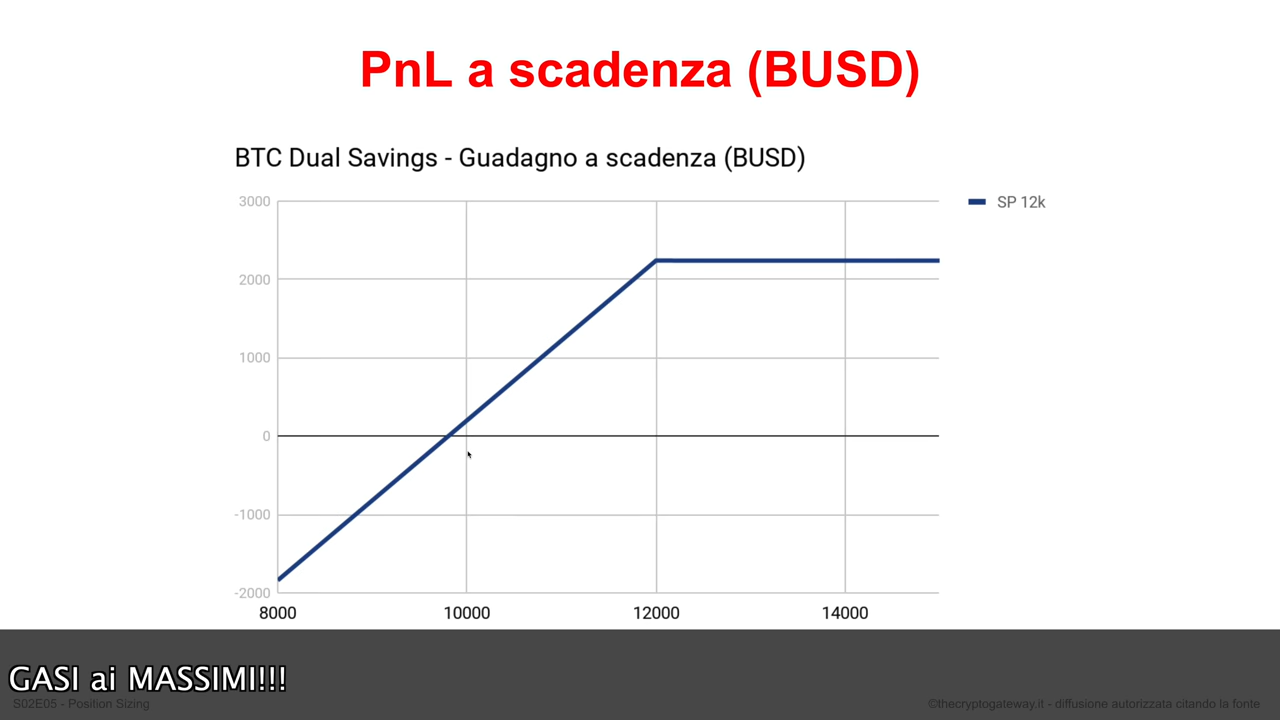 PnL a scadenza (BUSD)
BTC Dual Savings - Guadagno a scadenza (BUSD)
3000
SP 12k
2000
1000
0
-1000
-2000
8000
10000
12000
14000
GASI ai MASSIMI!!!
S02E05 - Position Sizing
©thecryptogateway.it - diffusione autorizzata citando la fonte